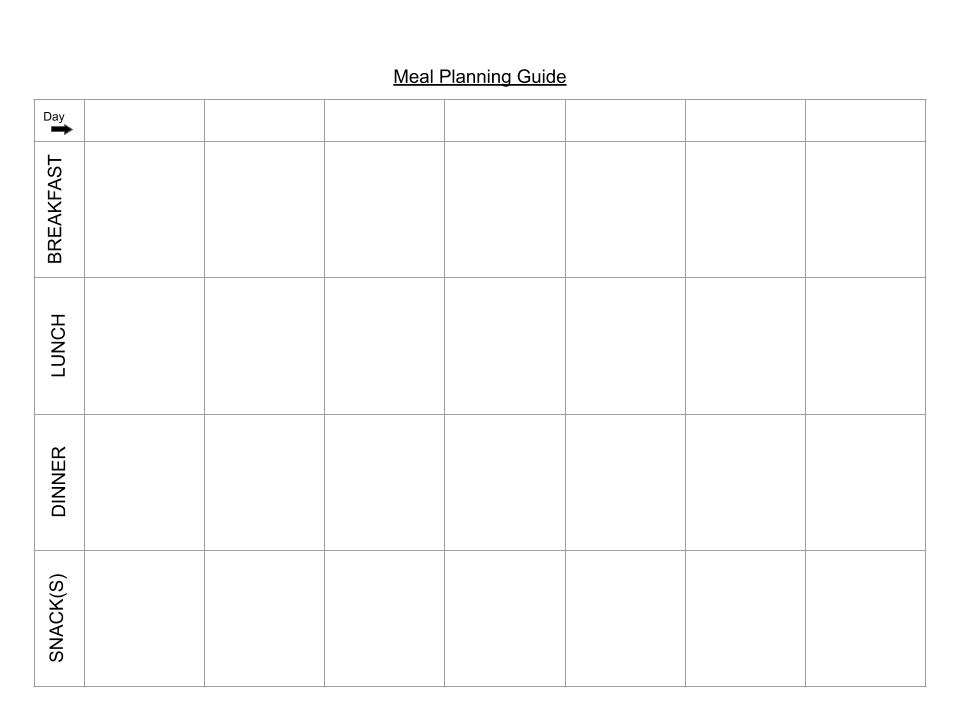 Meal Planning Guide
Day
BREAKFAST
LUNCH
DINNER
SNACK(S)